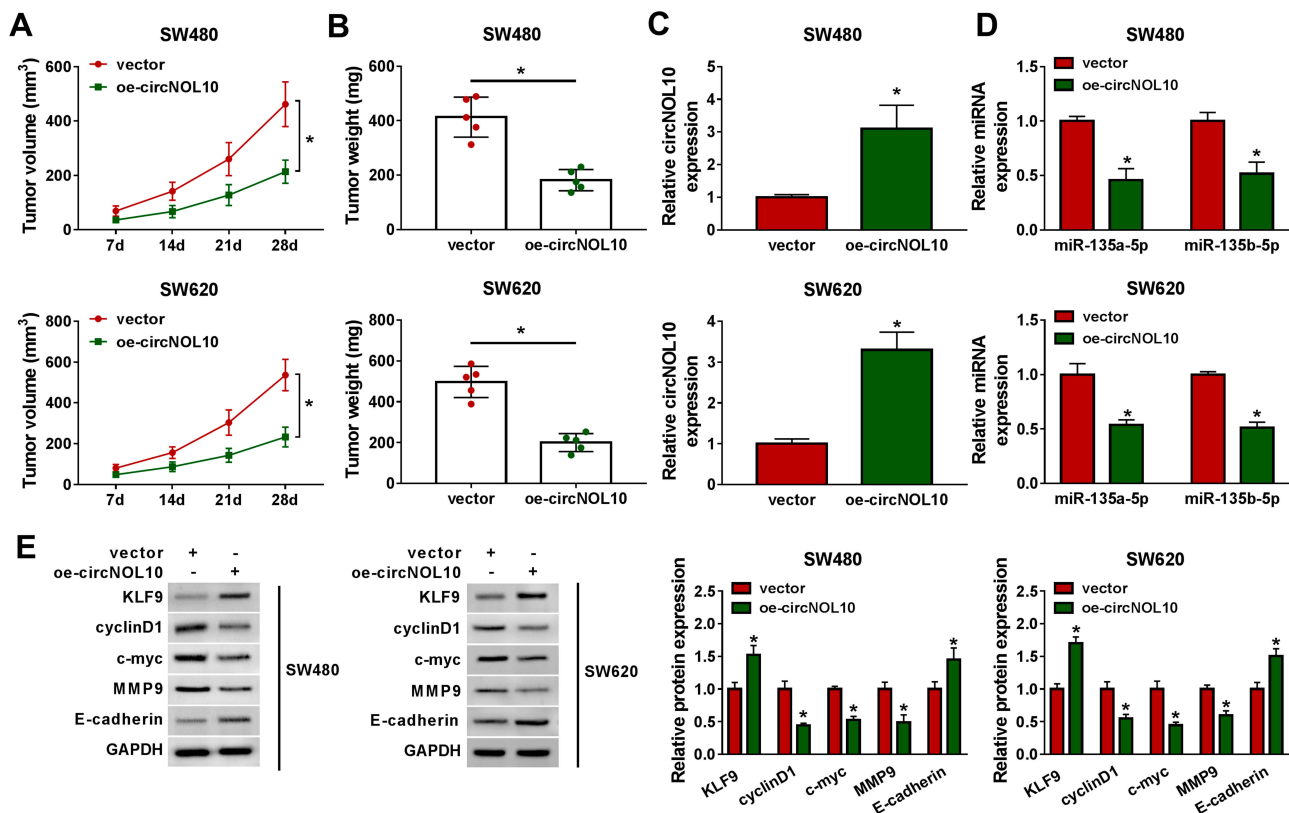 A
SW480
vector
oe-circNOL10
Tumor volume (mm³)
600
400
200
0
7d 14d 21d 28d
*
SW620
vector
oe-circNOL10
Tumor volume (mm³)
800
600
400
200
0
7d 14d 21d 28d
*
B
SW480
Tumor weight (mg)
600
400
200
0
*
vector oe-circNOL10
SW620
Tumor weight (mg)
800
600
400
200
0
*
vector oe-circNOL10
C
SW480
Relative circNOL10
expression
5
4
3
2
1
0
*
vector oe-circNOL10
SW620
Relative circNOL10
expression
4
3
2
1
0
*
vector oe-circNOL10
D
SW480
vector
oe-circNOL10
Relative miRNA
expression
1.5
1.0
0.5
0.0
* *
miR-135a-5p miR-135b-5p
SW620
vector
oe-circNOL10
Relative miRNA
expression
1.5
1.0
0.5
0.0
* *
miR-135a-5p miR-135b-5p
E
vector + -
oe-circNOL10 - +
KLF9
cyclinD1
c-myc
MMP9
E-cadherin
GAPDH
SW480
vector + -
oe-circNOL10 - +
KLF9
cyclinD1
c-myc
MMP9
E-cadherin
GAPDH
SW620
SW480
vector
oe-circNOL10
Relative protein expression
2.5
2.0
1.5
1.0
0.5
0.0
* * * * *
KLF9 cyclinD1 c-myc MMP9 E-cadherin
SW620
vector
oe-circNOL10
Relative protein expression
2.5
2.0
1.5
1.0
0.5
0.0
* * * * *
KLF9 cyclinD1 c-myc MMP9 E-cadherin